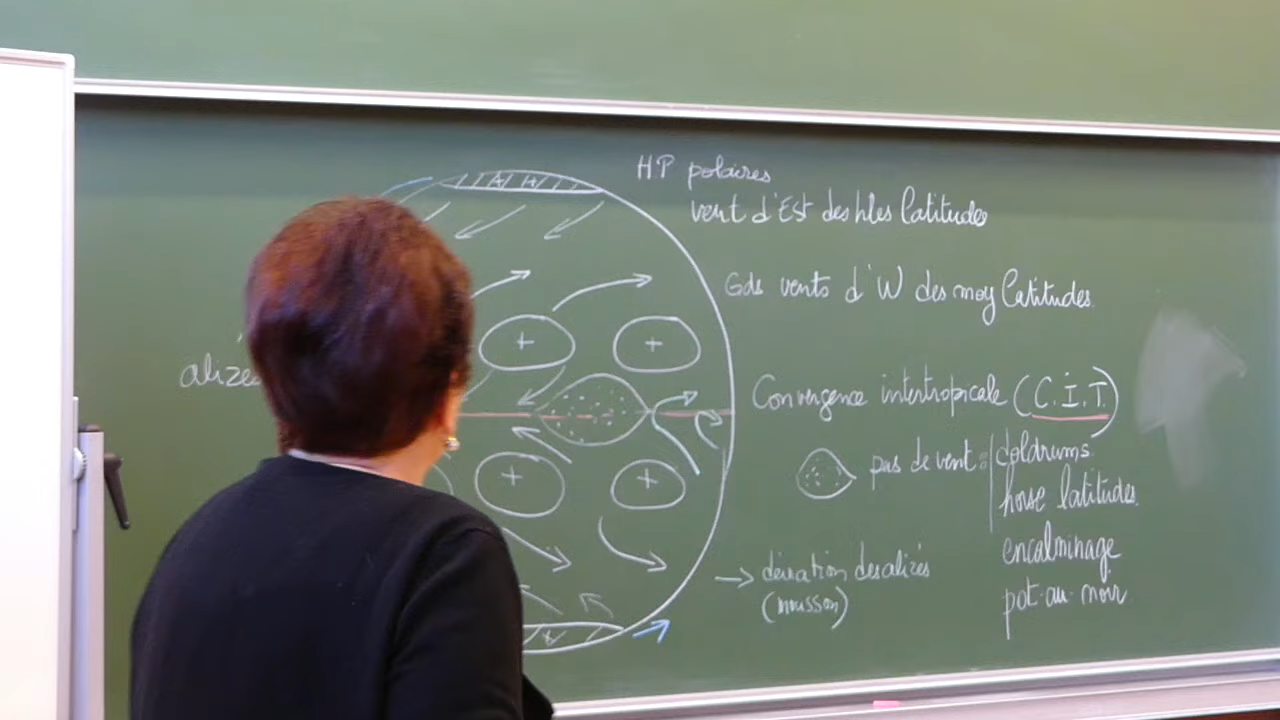 HP polaires
vent d'Est des htes latitudes
Gds vents d'W des moy latitudes
alizé
Convergence intertropicale (C.I.T.)
pas de vent : doldrums
horse latitudes
encalminage
pot-au-noir
→ déviation des alizés
(mousson)